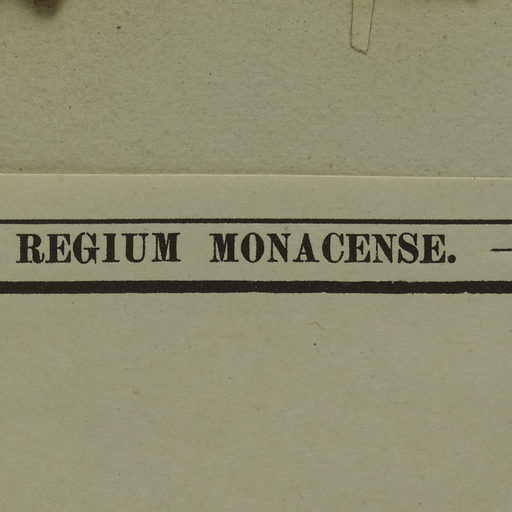 REGIUM MONACENSE. —